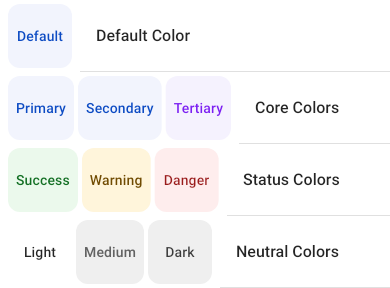 Default Default Color
Primary Secondary Tertiary Core Colors
Success Warning Danger Status Colors
Light Medium Dark Neutral Colors